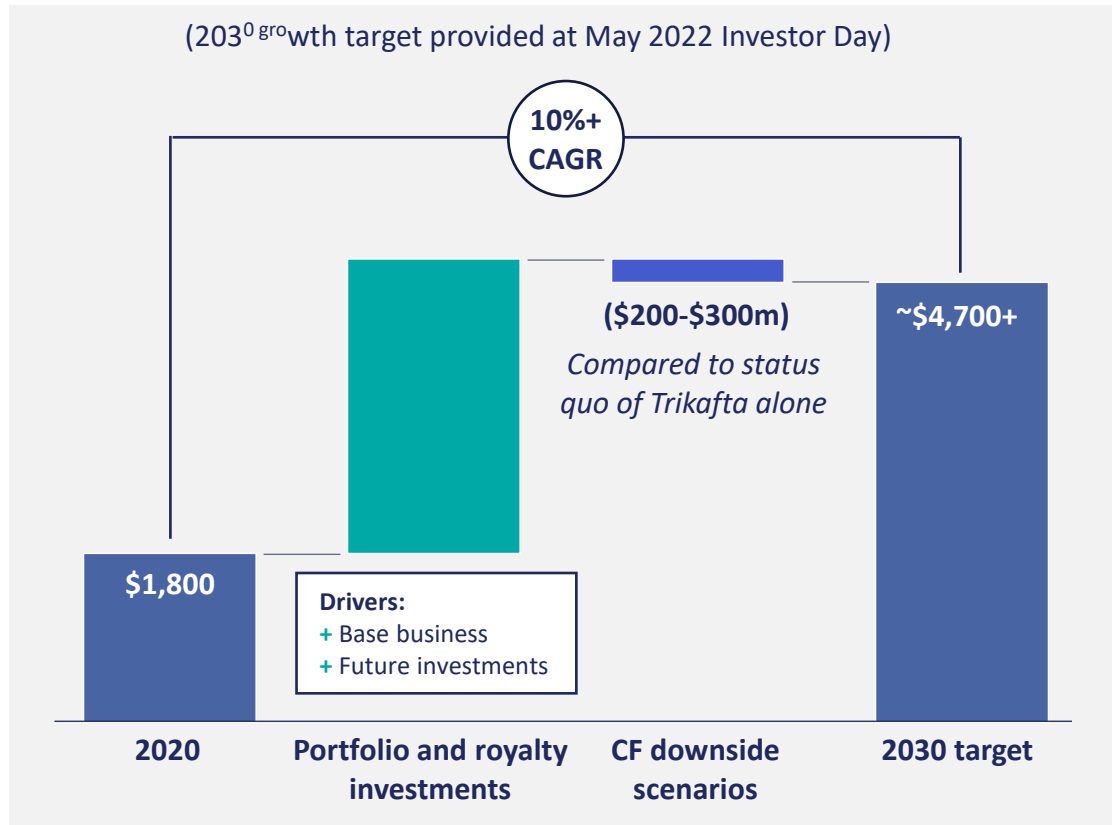 (2030 growth target provided at May 2022 Investor Day)
10%+
CAGR
($200-$300m)
Compared to status
quo of Trikafta alone
~$4,700+
$1,800
Drivers:
+ Base business
+ Future investments
2020
Portfolio and royalty
investments
CF downside
scenarios
2030 target